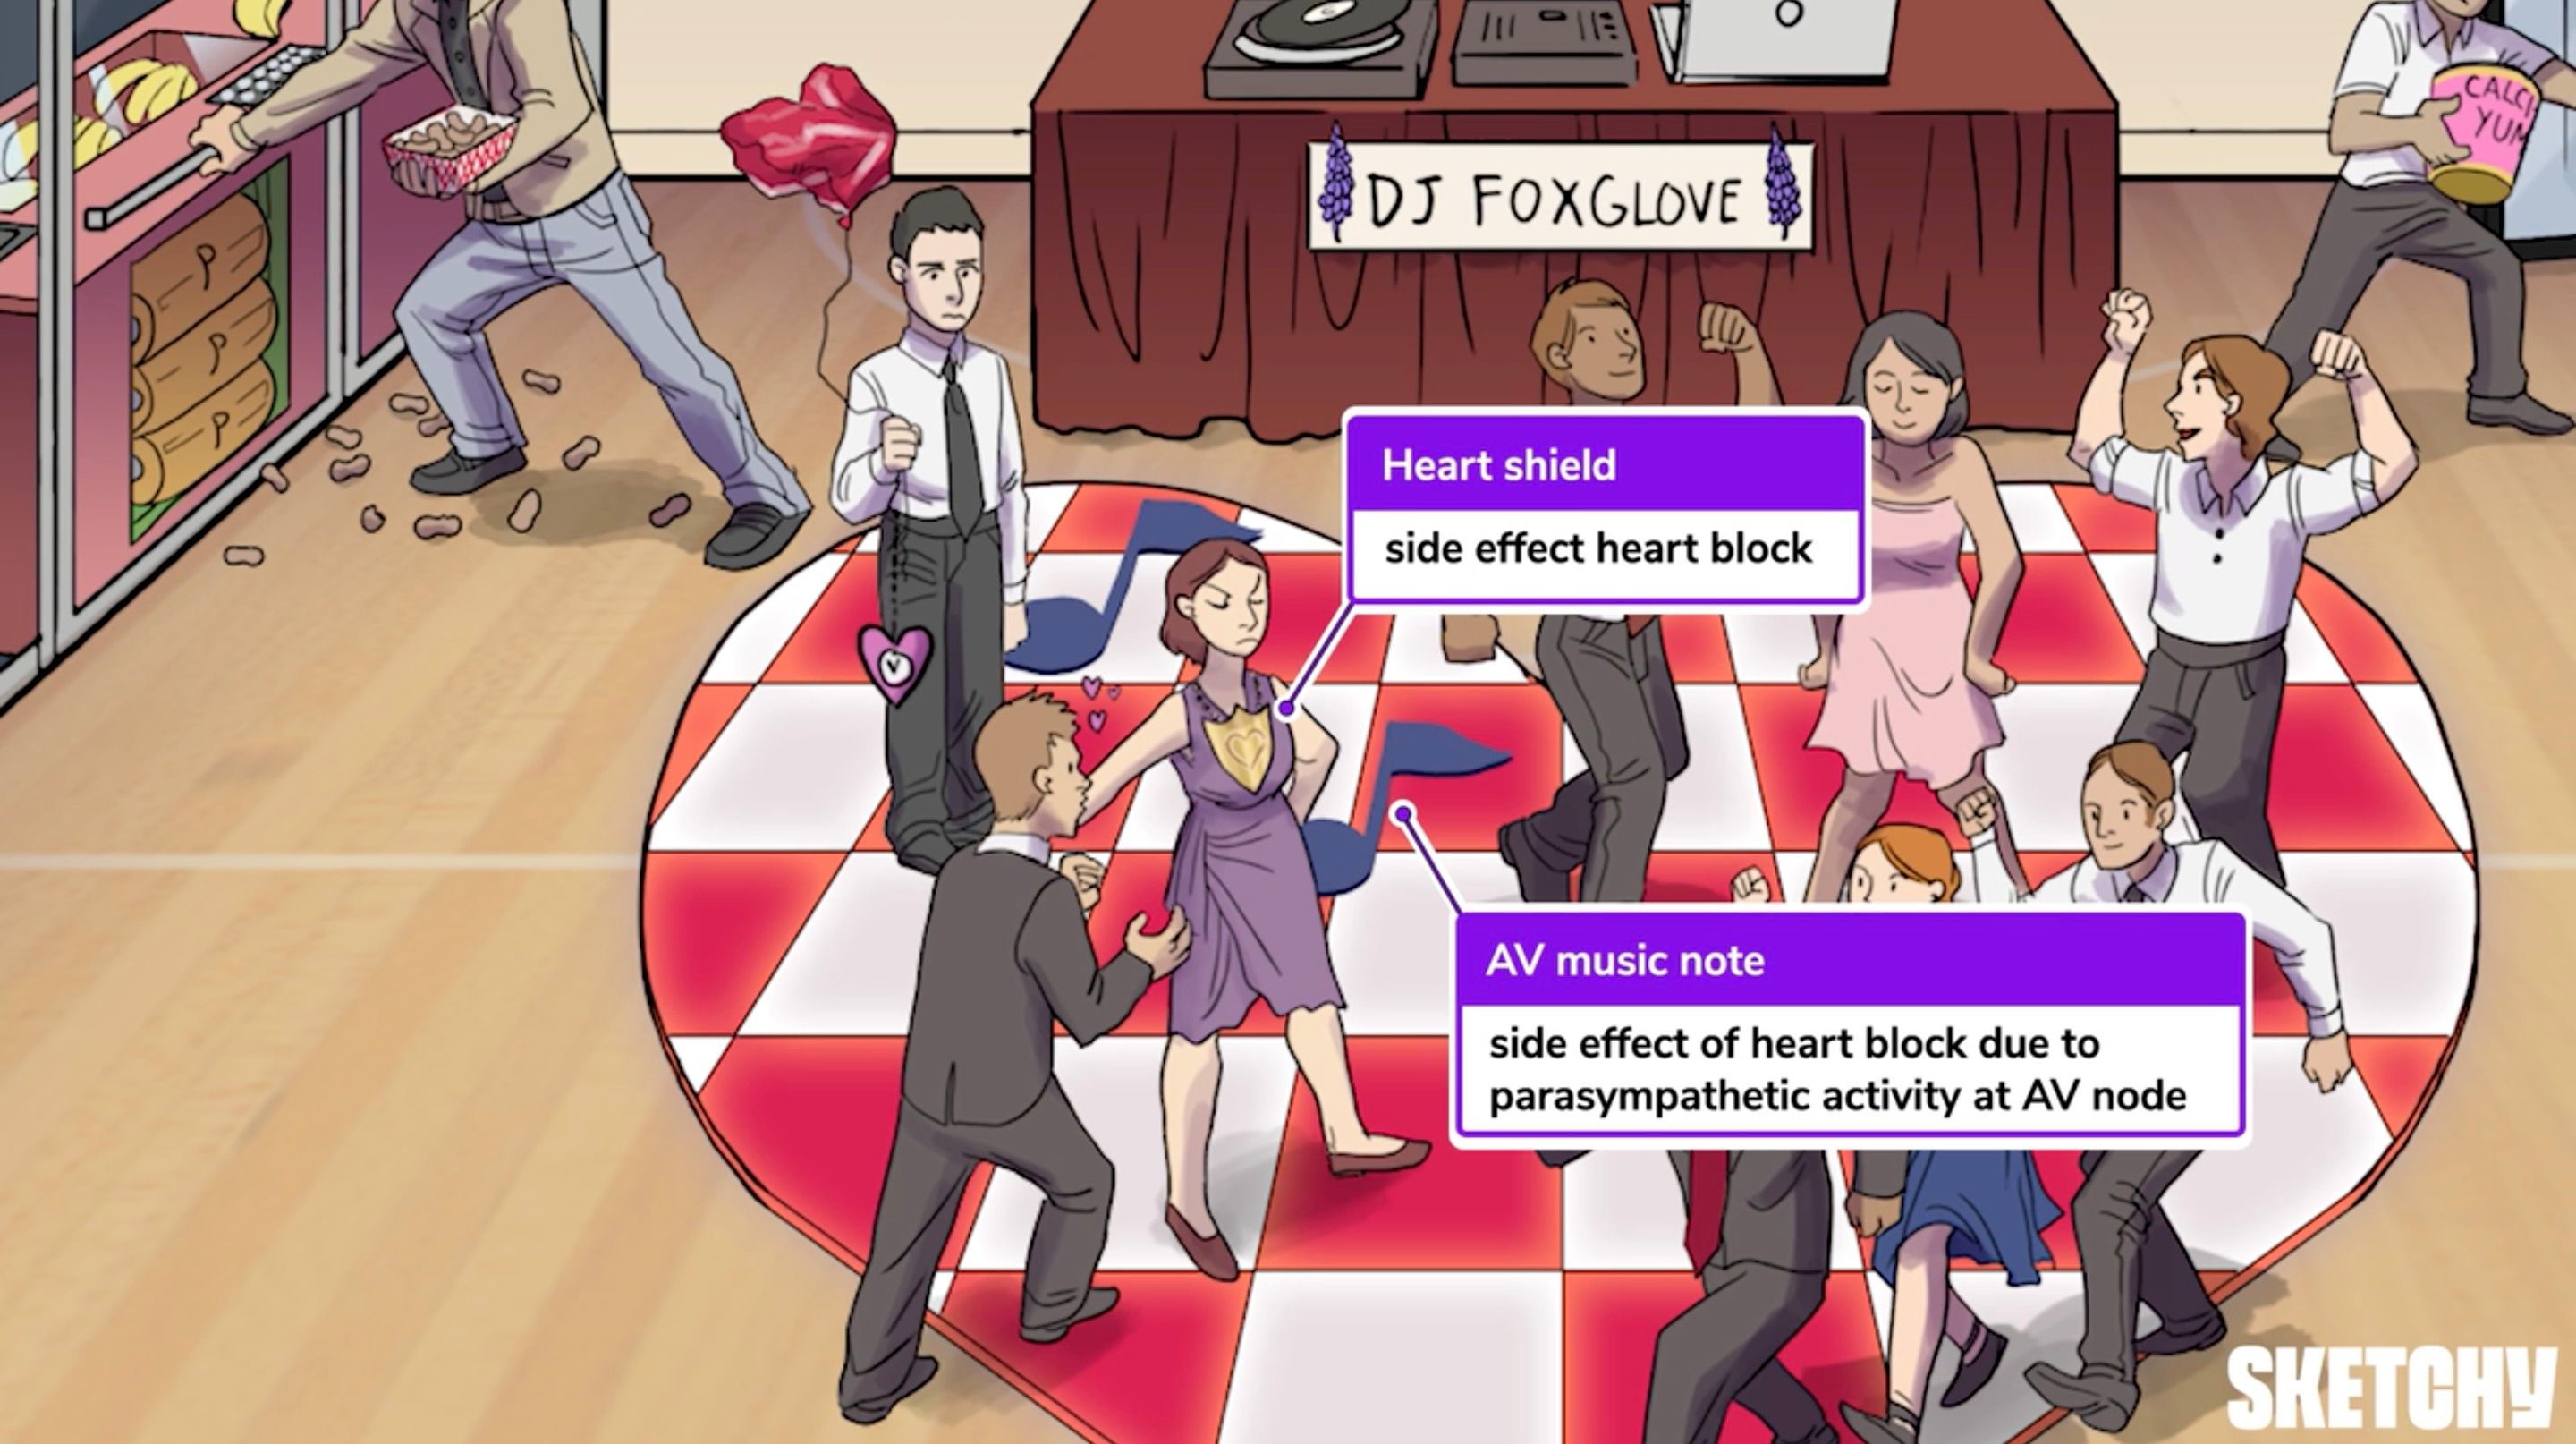 CALCI
YUM
DJ FOXGLOVE
P
P
P
Heart shield
side effect heart block
V
AV music note
side effect of heart block due to
parasympathetic activity at AV node
SKETCHY